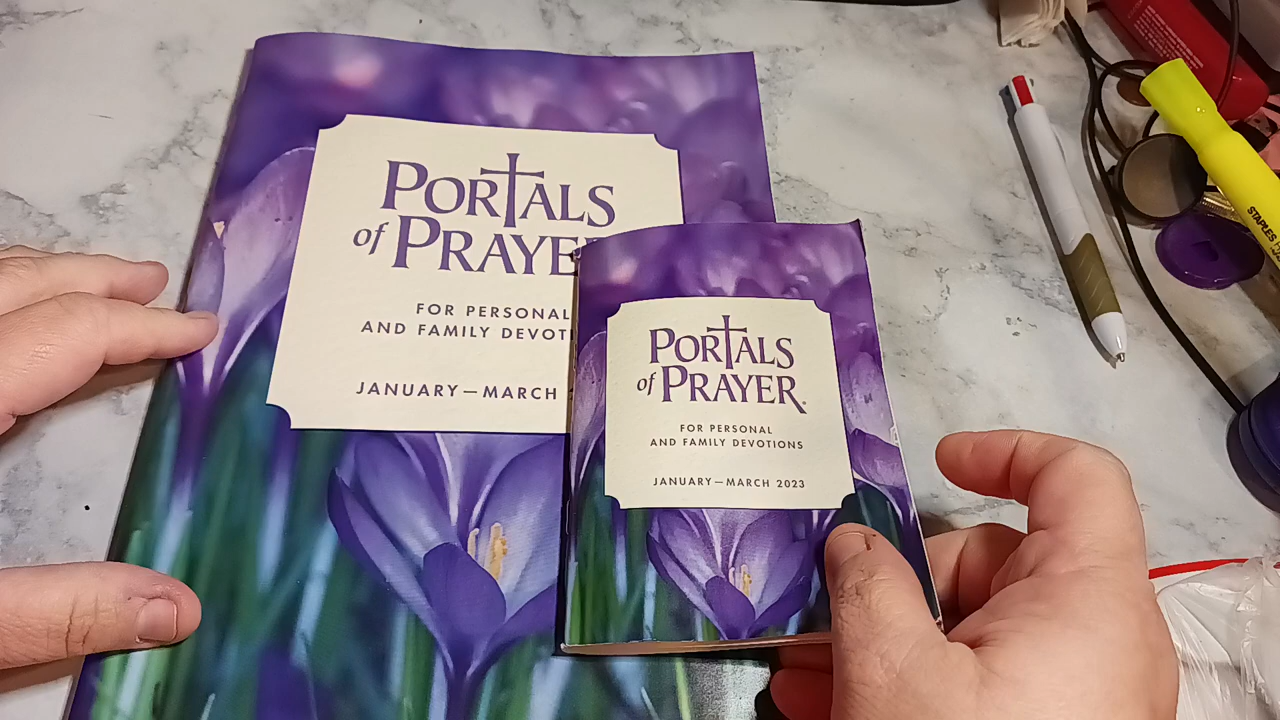 PORTALS
of PRAYER
FOR PERSONAL
AND FAMILY DEVOTI
JANUARY—MARCH
PORTALS
of PRAYER®
FOR PERSONAL
AND FAMILY DEVOTIONS
JANUARY—MARCH 2023
STAPLES